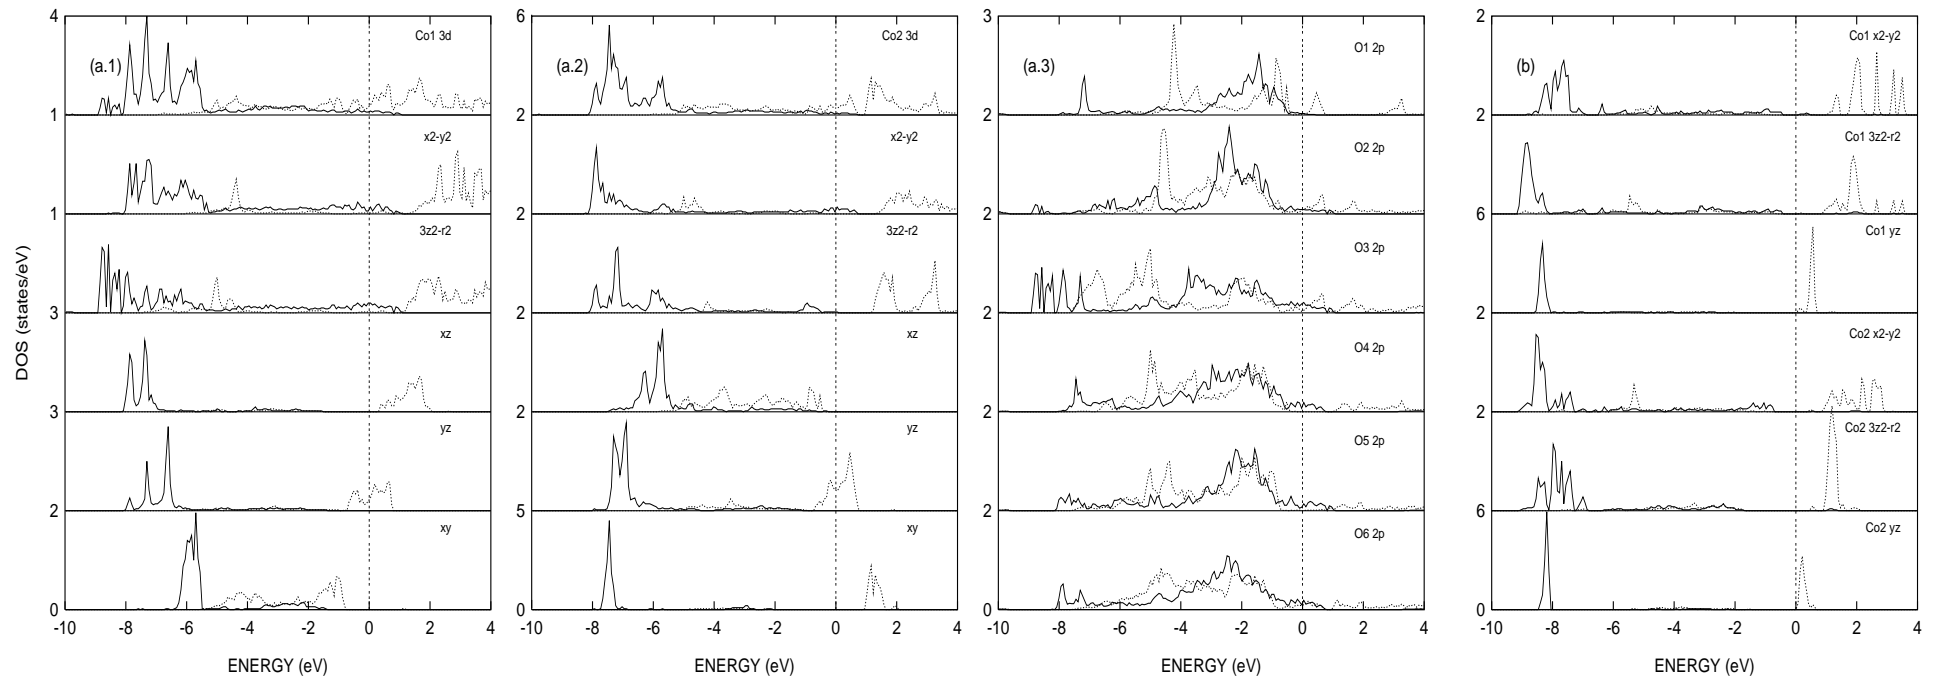 DOS (states/eV)
(a.1)
4
Co1 3d
1
x2-y2
1
3z2-r2
3
xz
3
yz
2
xy
0
-10 -8 -6 -4 -2 0 2 4
ENERGY (eV)
(a.2)
6
Co2 3d
2
x2-y2
2
3z2-r2
2
xz
2
yz
5
xy
0
-10 -8 -6 -4 -2 0 2 4
ENERGY (eV)
(a.3)
3
O1 2p
2
O2 2p
2
O3 2p
2
O4 2p
2
O5 2p
2
O6 2p
0
-10 -8 -6 -4 -2 0 2 4
ENERGY (eV)
(b)
2
Co1 x2-y2
2
Co1 3z2-r2
6
Co1 yz
2
Co2 x2-y2
2
Co2 3z2-r2
6
Co2 yz
0
-10 -8 -6 -4 -2 0 2 4
ENERGY (eV)